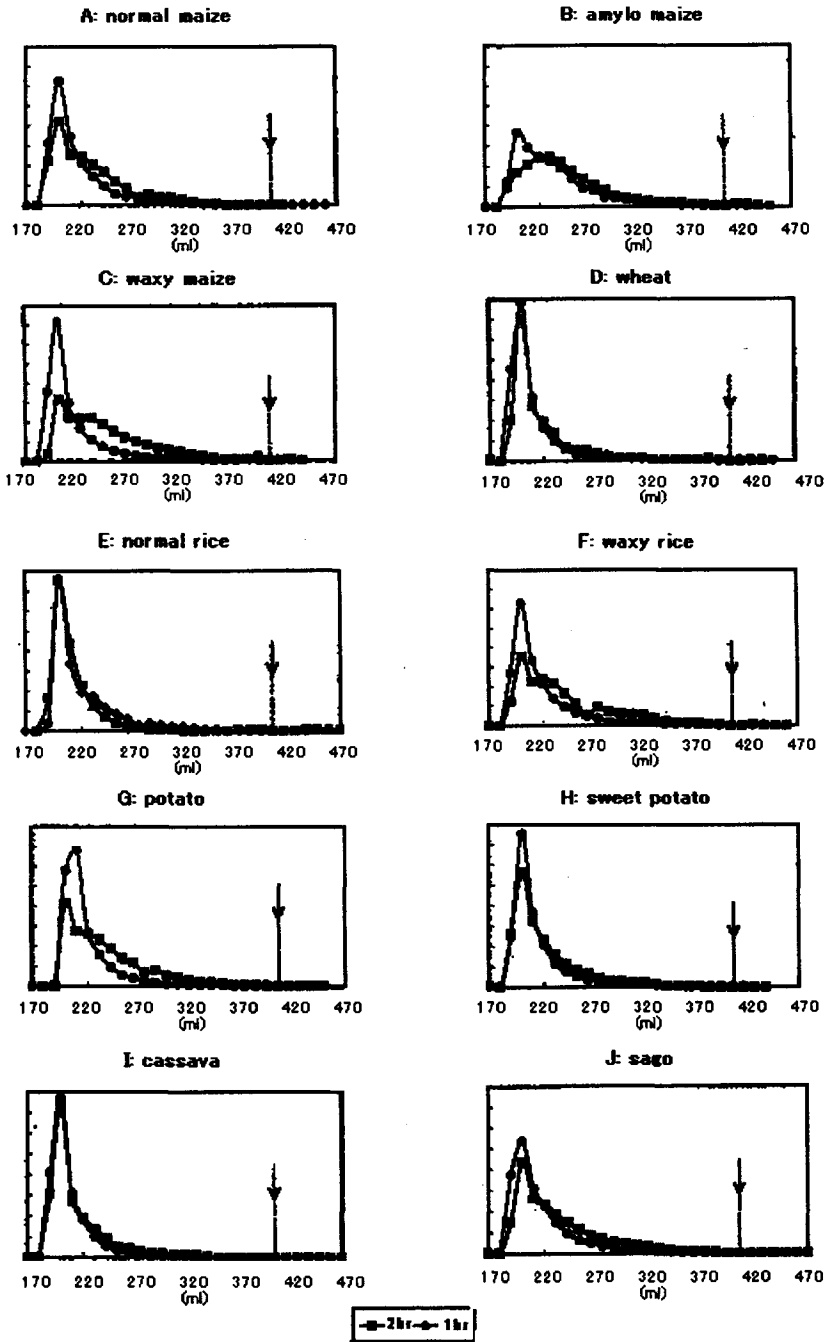 A: normal maize
B: amylo maize
170 220 270 320 370 420 470
(ml)
170 220 270 320 370 420 470
(ml)
C: waxy maize
D: wheat
170 220 270 320 370 420 470
(ml)
170 220 270 320 370 420 470
(ml)
E: normal rice
F: waxy rice
170 220 270 320 370 420 470
(ml)
170 220 270 320 370 420 470
(ml)
G: potato
H: sweet potato
170 220 270 320 370 420 470
(ml)
170 220 270 320 370 420 470
(ml)
I: cassava
J: sago
170 220 270 320 370 420 470
(ml)
170 220 270 320 370 420 470
(ml)
2hr 1hr